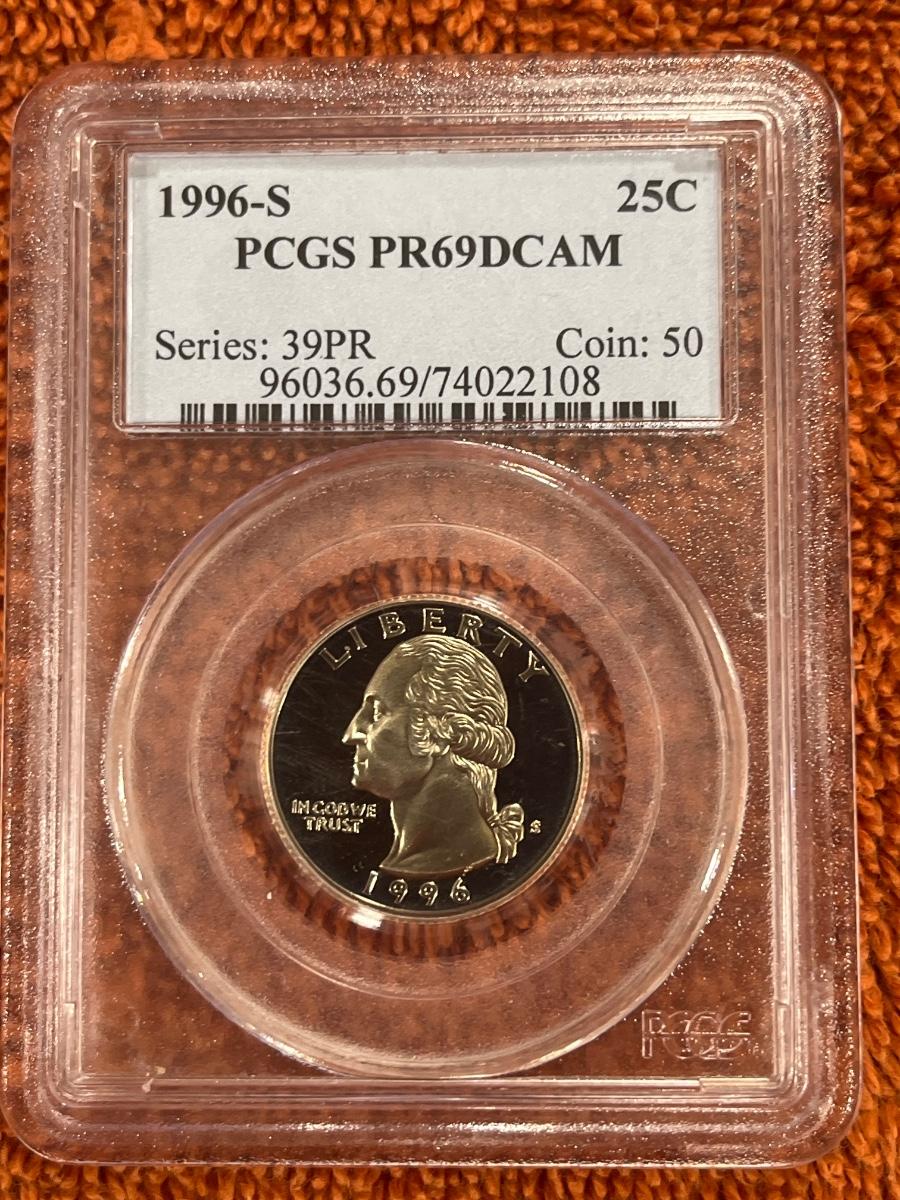 1996-S 25C
PCGS PR69DCAM
Series: 39PR Coin: 50
96036.69/74022108
LIBERTY
IN GOD WE
TRUST
S
1996
PCGS